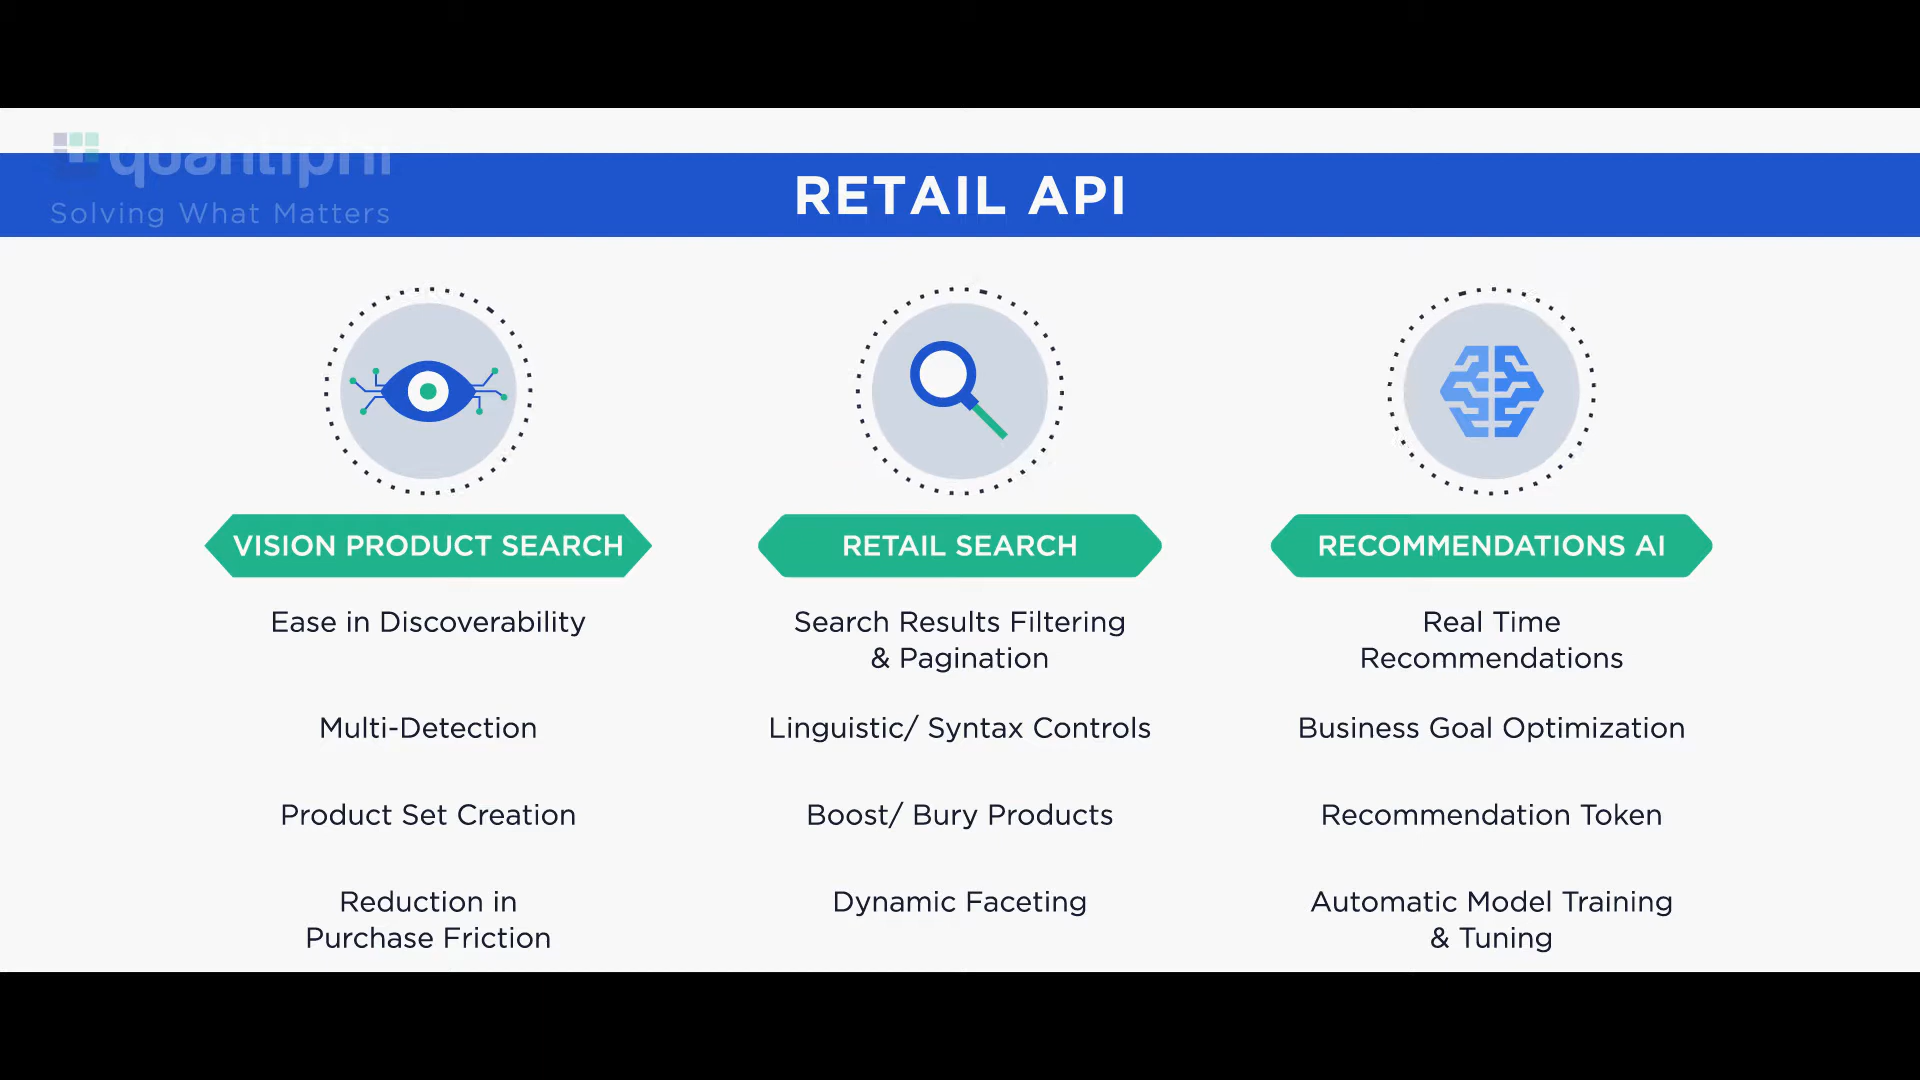 quantiphi
Solving What Matters
RETAIL API
VISION PRODUCT SEARCH
Ease in Discoverability
Multi-Detection
Product Set Creation
Reduction in
Purchase Friction
RETAIL SEARCH
Search Results Filtering
& Pagination
Linguistic/ Syntax Controls
Boost/ Bury Products
Dynamic Faceting
RECOMMENDATIONS AI
Real Time
Recommendations
Business Goal Optimization
Recommendation Token
Automatic Model Training
& Tuning